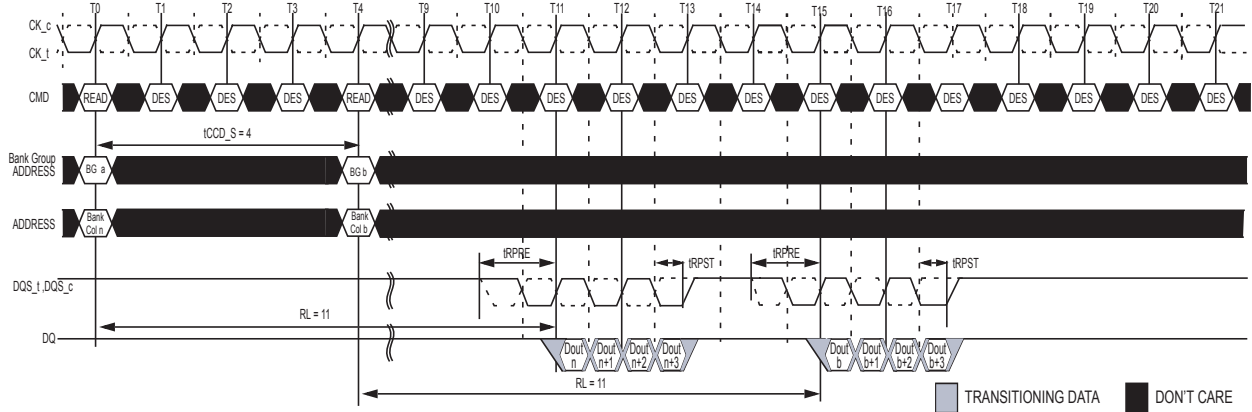 T0 T1 T2 T3 T4 T9 T10 T11 T12 T13 T14 T15 T16 T17 T18 T19 T20 T21
CK_c
CK_t
CMD READ DES DES DES READ DES DES DES DES DES DES DES DES DES DES DES DES DES
tCCD_S = 4
Bank Group
ADDRESS
BG a
BG b
ADDRESS
Bank
Col n
Bank
Col b
tRPRE tRPST tRPRE tRPST
DQS_t ,DQS_c
RL = 11
DQ
Dout
n
Dout
n+1
Dout
n+2
Dout
n+3
Dout
b
Dout
b+1
Dout
b+2
Dout
b+3
RL = 11
TRANSITIONING DATA DON'T CARE